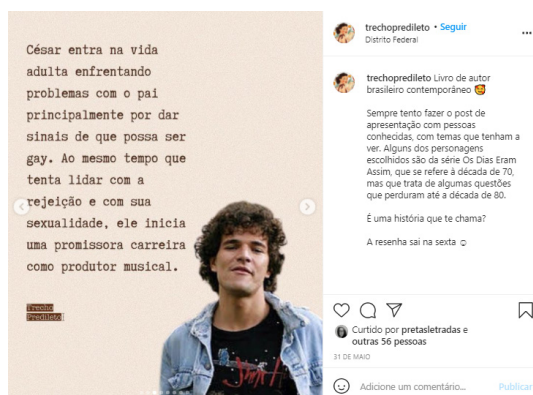 César entra na vida
adulta enfrentando
problemas com o pai
principalmente por dar
sinais de que possa ser
gay. Ao mesmo tempo que
tenta lidar com a
rejeição e com sua
sexualidade, ele inicia
uma promissora carreira
como produtor musical.
Trecho
Predileto
trechopredileto • Seguir
Distrito Federal
trechopredileto Livro de autor
brasileiro contemporâneo 🥰
Sempre tento fazer o post de
apresentação com pessoas
conhecidas, com temas que tenham a
ver. Alguns dos personagens
escolhidos são da série Os Dias Eram
Assim, que se refere à década de 70,
mas que trata de algumas questões
que perduram até a década de 80.
É uma história que te chama?
A resenha sai na sexta ☺
Curtido por pretasletradas e
outras 56 pessoas
31 DE MAIO
Adicione um comentário...
Publicar